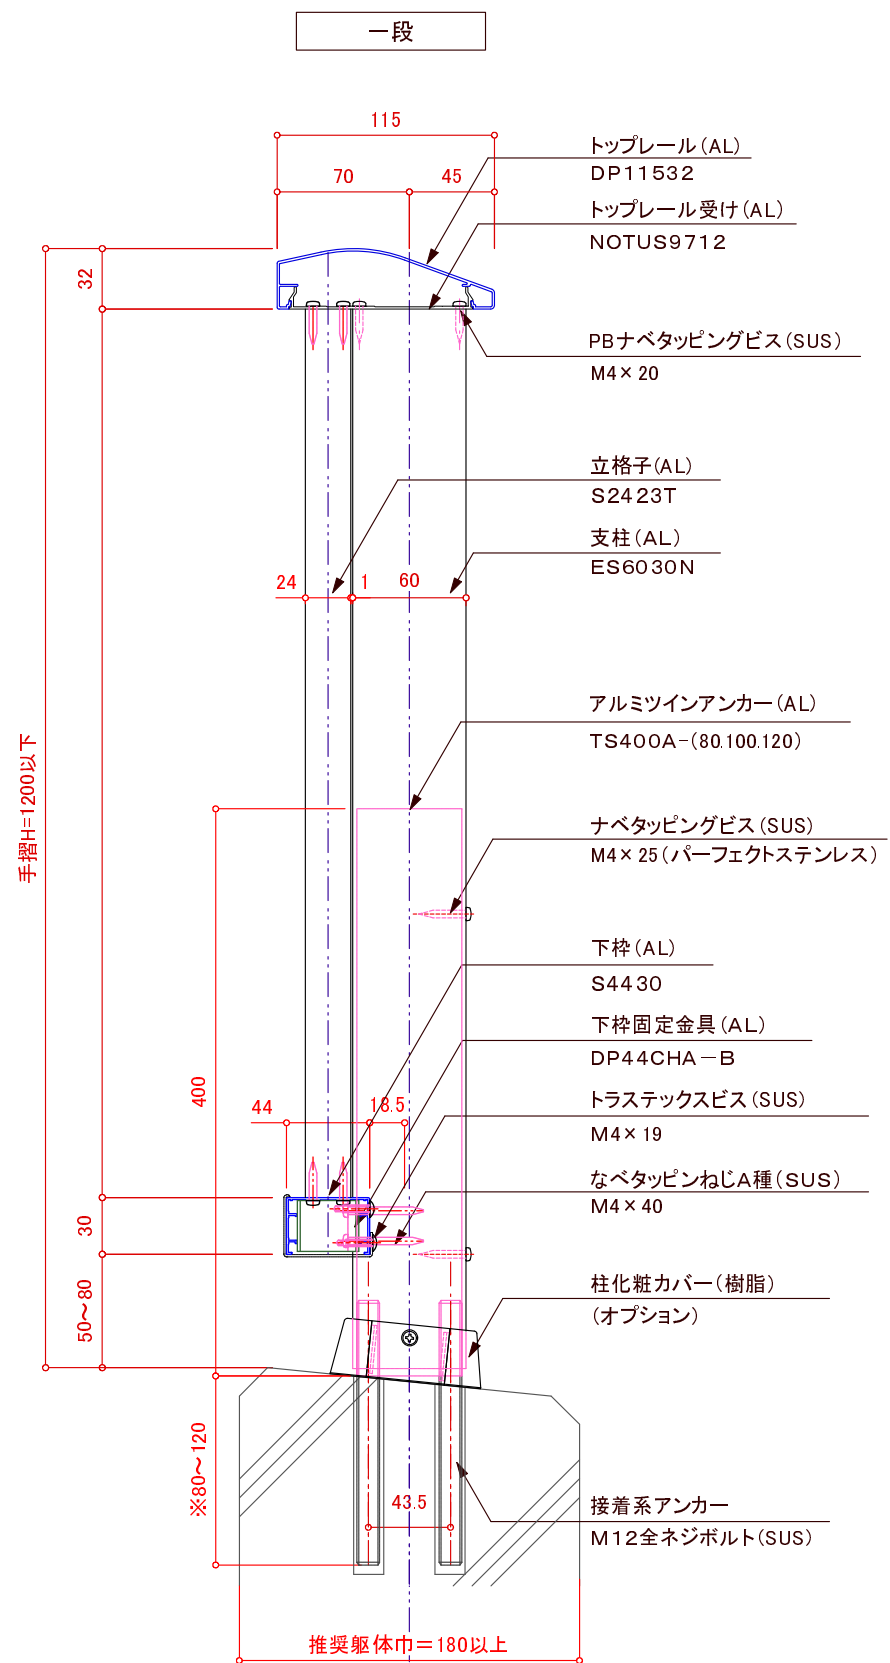 一段
115
70
45
32
トップレール(AL)
DP11532
トップレール受け(AL)
NOTUS9712
PBナベタッピングビス(SUS)
M4×20
立格子(AL)
S2423T
支柱(AL)
ES6030N
24
1
60
アルミツインアンカー(AL)
TS400A-(80.100.120)
手摺H=1200以下
ナベタッピングビス(SUS)
M4×25(パーフェクトステンレス)
下枠(AL)
S4430
下枠固定金具(AL)
DP44CHA－B
400
44
18.5
トラステックスビス(SUS)
M4×19
なベタッピンねじA種(SUS)
M4×40
30
50～80
柱化粧カバー(樹脂)
(オプション)
※80～120
43.5
接着系アンカー
M12全ネジボルト(SUS)
推奨躯体巾＝180以上